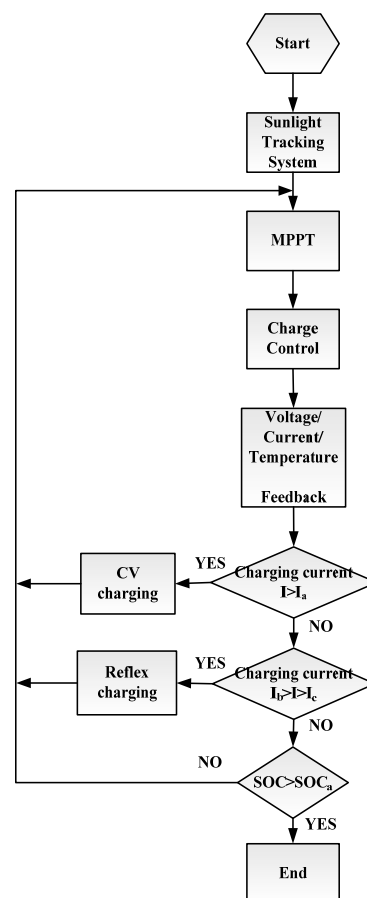 Start
Sunlight
Tracking
System
MPPT
Charge
Control
Voltage/
Current/
Temperature
Feedback
YES
CV
charging
Charging current
I>Ia
NO
YES
Reflex
charging
Charging current
Ib>I>Ic
NO
NO
SOC>SOCa
YES
End